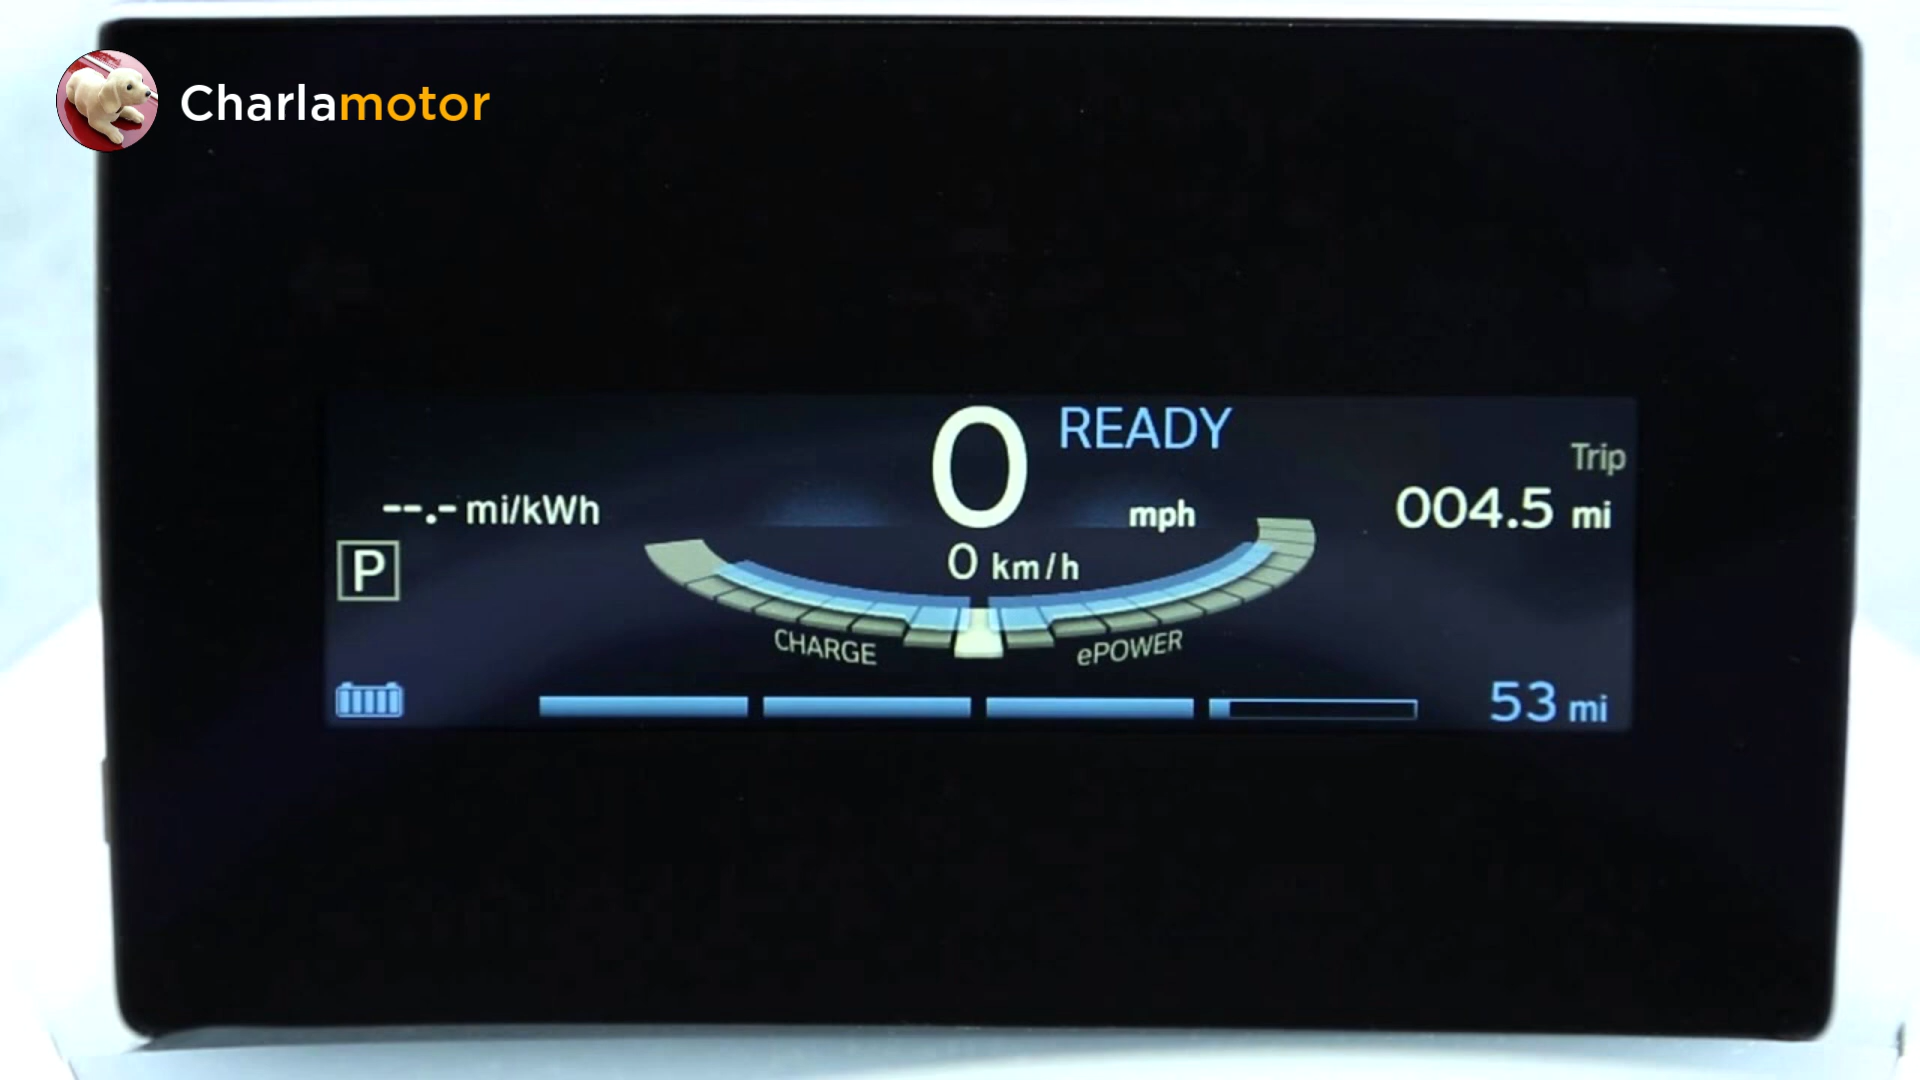 Charlamotor
0 READY
Trip
--.- mi/kWh
mph
004.5 mi
0 km/h
P
CHARGE
ePOWER
53 mi